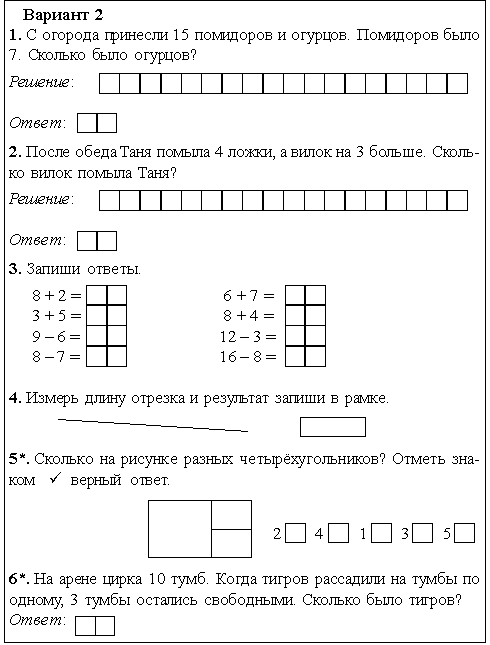 Вариант 2
1. С огорода принесли 15 помидоров и огурцов. Помидоров было
7. Сколько было огурцов?
Решение:
Ответ:
2. После обеда Таня помыла 4 ложки, а вилок на 3 больше. Сколь-
ко вилок помыла Таня?
Решение:
Ответ:
3. Запиши ответы.
8 + 2 = 6 + 7 =
3 + 5 = 8 + 4 =
9 – 6 = 12 – 3 =
8 – 7 = 16 – 8 =
4. Измерь длину отрезка и результат запиши в рамке.
5*. Сколько на рисунке разных четырёхугольников? Отметь зна-
ком ✓ верный ответ.
2 4 1 3 5
6*. На арене цирка 10 тумб. Когда тигров рассадили на тумбы по
одному, 3 тумбы остались свободными. Сколько было тигров?
Ответ: